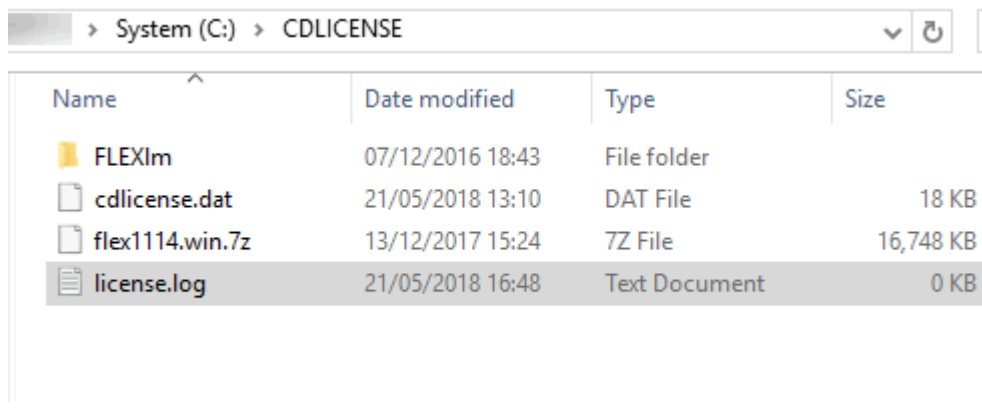 System (C:) > CDLICENSE
Name Date modified Type Size
FLEXlm 07/12/2016 18:43 File folder
cdlicense.dat 21/05/2018 13:10 DAT File 18 KB
flex1114.win.7z 13/12/2017 15:24 7Z File 16,748 KB
license.log 21/05/2018 16:48 Text Document 0 KB